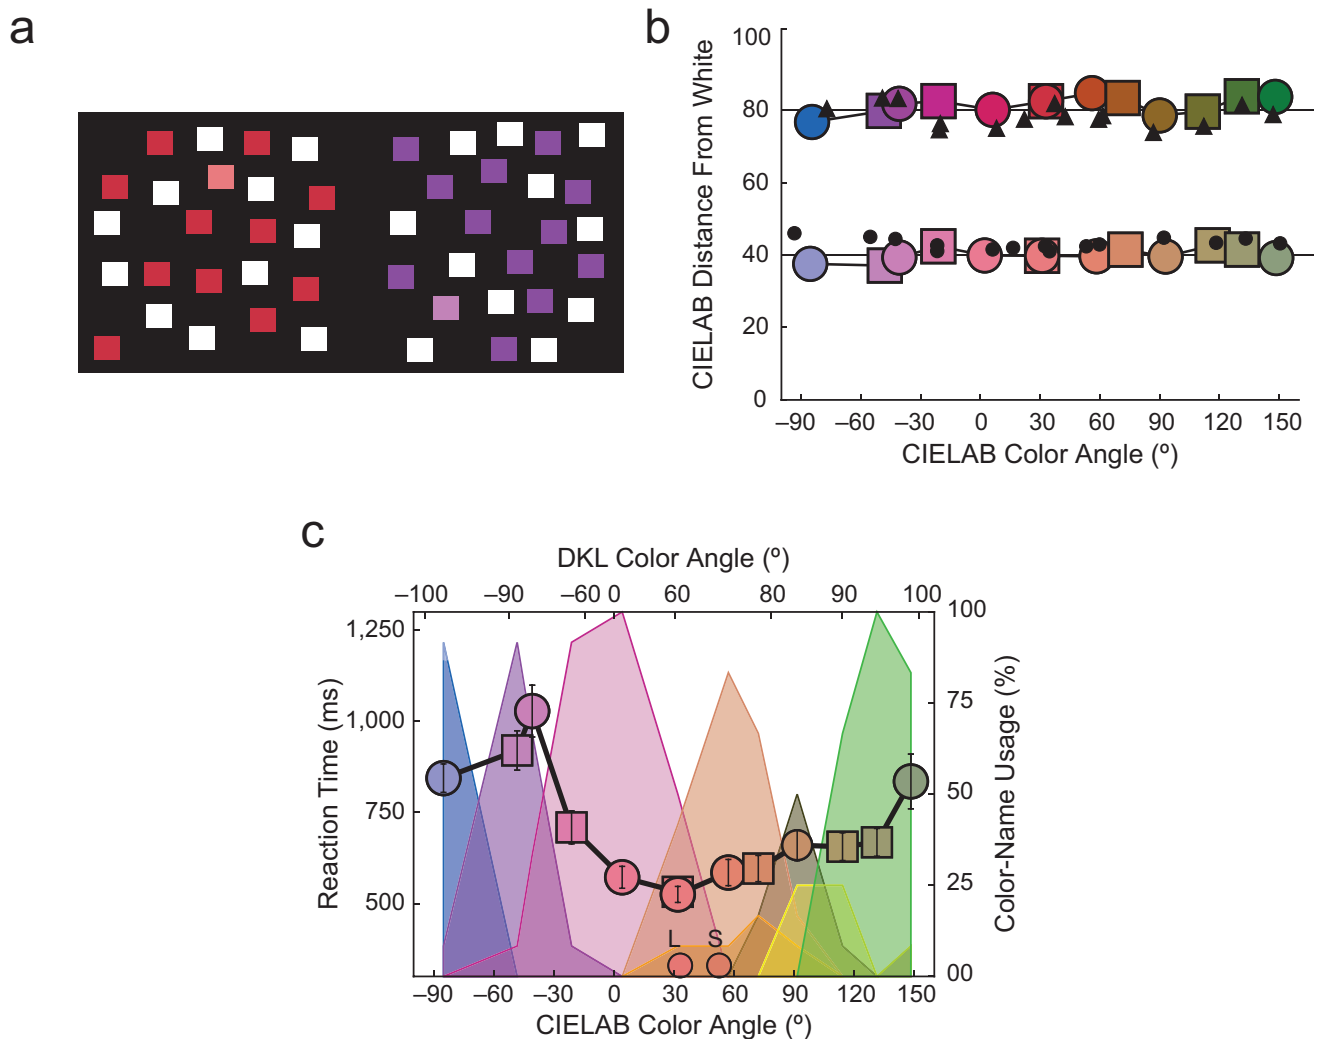 a
b
100
80
60
40
20
0
CIELAB Distance From White
–90 –60 –30 0 30 60 90 120 150
CIELAB Color Angle (º)
c
DKL Color Angle (º)
–100 –90 –60 0 60 80 90 100
1,250
1,000
750
500
Reaction Time (ms)
100
75
50
25
00
Color-Name Usage (%)
L S
–90 –60 –30 0 30 60 90 120 150
CIELAB Color Angle (º)